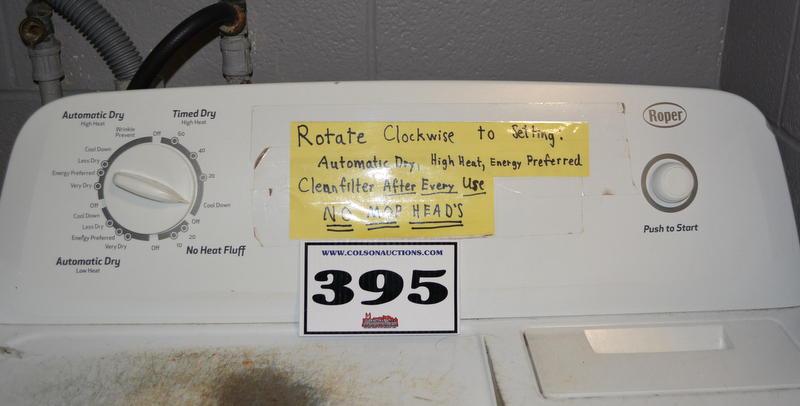 Automatic Dry
High Heat
Timed Dry
High Heat
Wrinkle
Prevent
Off
60
40
20
Cool Down
Less Dry
Energy Preferred
Very Dry
Off
Cool Down
Less Dry
Energy Preferred
Very Dry
Off
10
20
Cool Down
No Heat Fluff
Automatic Dry
Low Heat
Rotate Clockwise to Setting.
Automatic Dry, High Heat, Energy Preferred
Cleanfilter After Every Use
NO MOP HEAD'S
Roper
Push to Start
WWW.COLSONAUCTIONS.COM
395